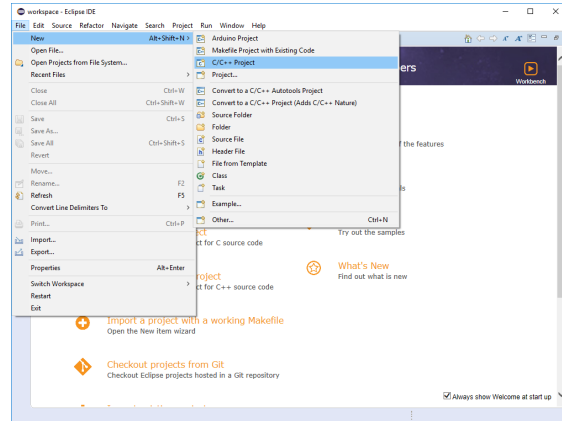 workspace - Eclipse IDE
File Edit Source Refactor Navigate Search Project Run Window Help
New Alt+Shift+N >
Open File...
Open Projects from File System...
Recent Files >
Close Ctrl+W
Close All Ctrl+Shift+W
Save Ctrl+S
Save As...
Save All Ctrl+Shift+S
Revert
Move...
Rename... F2
Refresh F5
Convert Line Delimiters To >
Print... Ctrl+P
Import...
Export...
Properties Alt+Enter
Switch Workspace >
Restart
Exit
Arduino Project
Makefile Project with Existing Code
C/C++ Project
Project...
Convert to a C/C++ Autotools Project
Convert to a C/C++ Project (Adds C/C++ Nature)
Source Folder
Folder
Source File
Header File
File from Template
Class
Task
Example...
Other... Ctrl+N
ers
Workbench
f the features
ls
ct
ct for C source code
Try out the samples
roject
ct for C++ source code
What's New
Find out what is new
Import a project with a working Makefile
Open the New item wizard
Checkout projects from Git
Checkout Eclipse projects hosted in a Git repository
Always show Welcome at start up